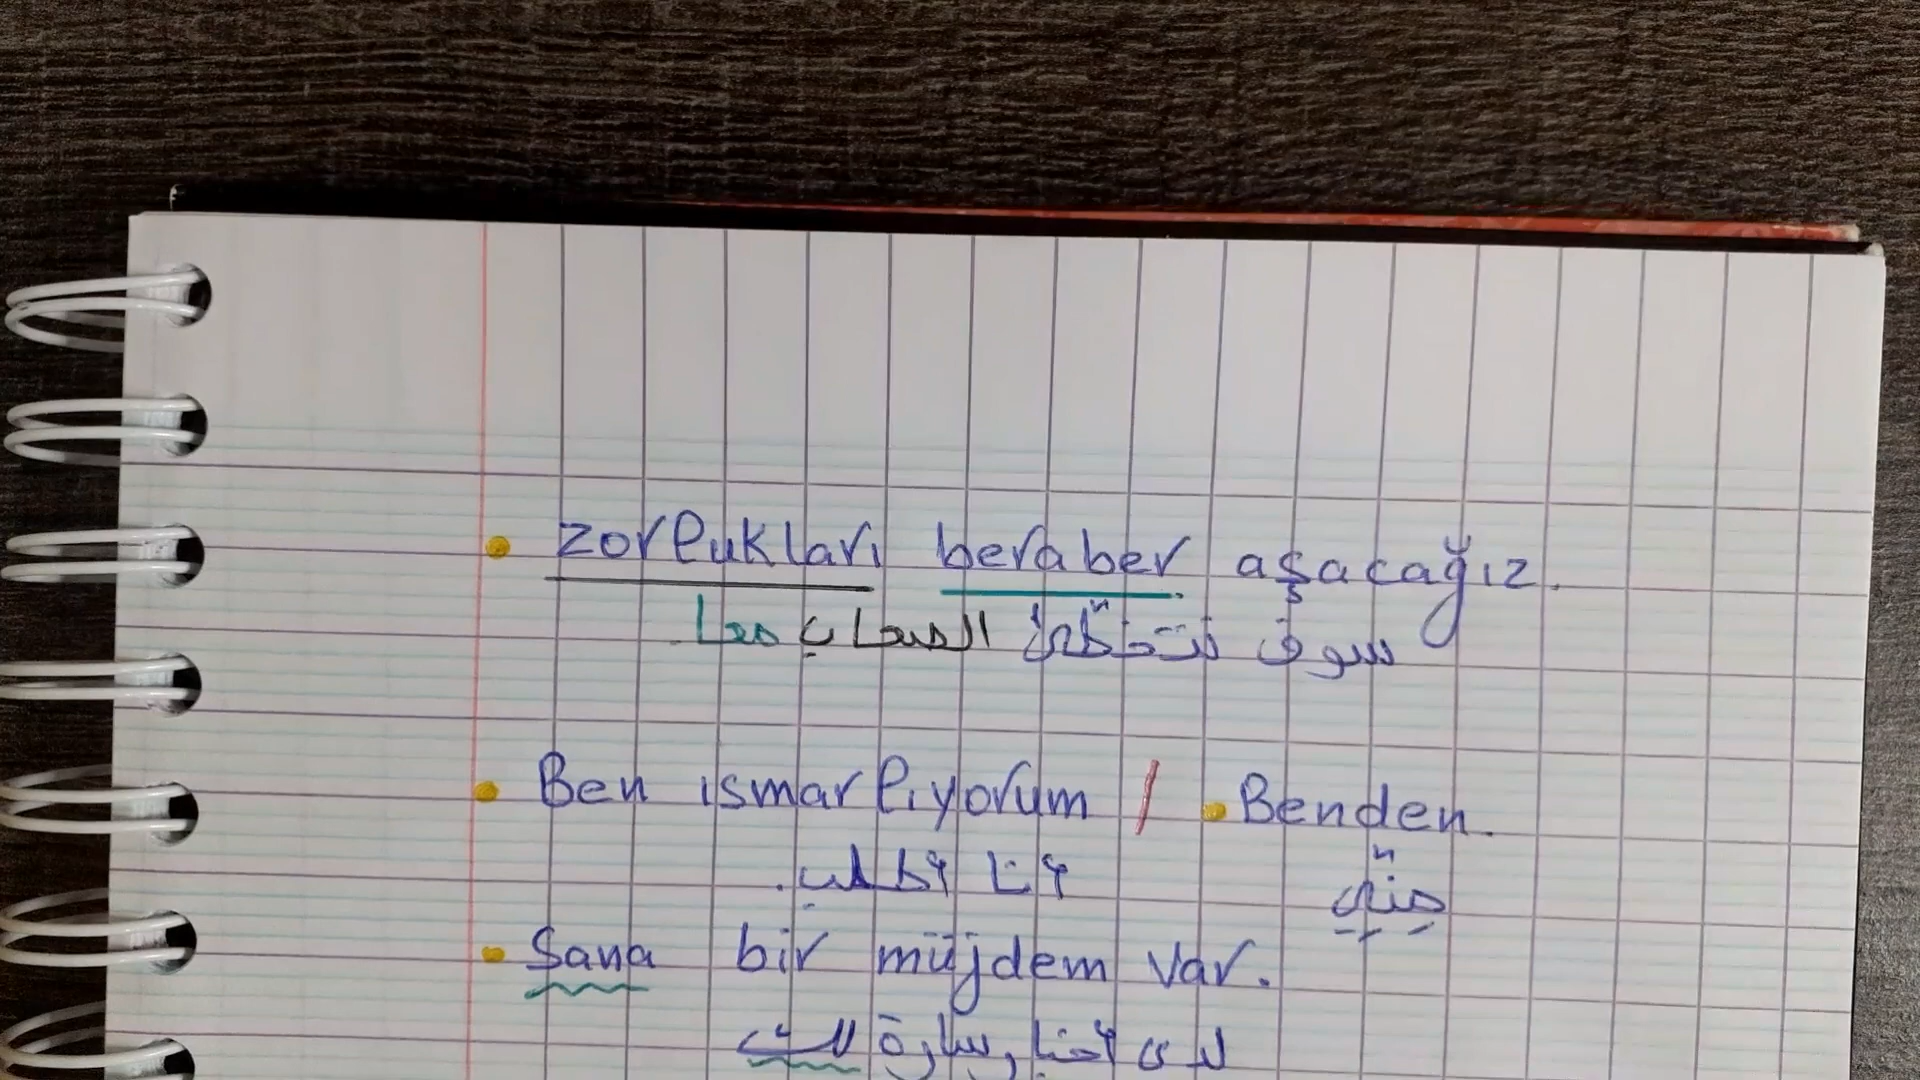 zorlukları beraber aşacağız.
سوف نتخطى الصعاب معا.
Ben ısmarlıyorum / Benden.
أنا أطلب. منّي
Sana bir müjdem var.
لدي أخبار سارة لك